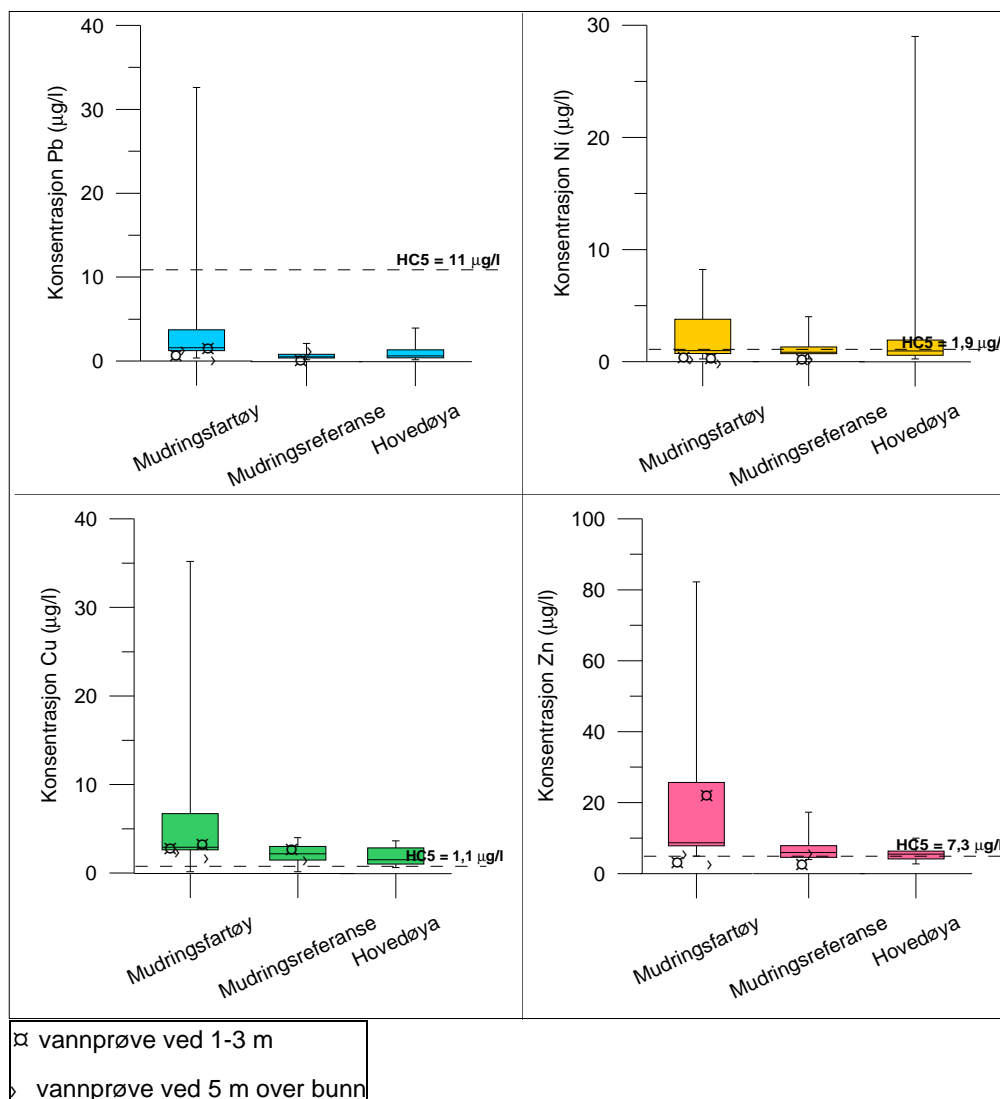 Konsentrasjon Pb (µg/l)
40
30
20
10
0
HC5 = 11 µg/l
Mudringsfartøy
Mudringsreferanse
Hovedøya
Konsentrasjon Ni (µg/l)
30
20
10
0
HC5 = 1,9 µg/l
Mudringsfartøy
Mudringsreferanse
Hovedøya
Konsentrasjon Cu (µg/l)
40
30
20
10
0
HC5 = 1,1 µg/l
Mudringsfartøy
Mudringsreferanse
Hovedøya
Konsentrasjon Zn (µg/l)
100
80
60
40
20
0
HC5 = 7,3 µg/l
Mudringsfartøy
Mudringsreferanse
Hovedøya
¤ vannprøve ved 1-3 m
› vannprøve ved 5 m over bunn